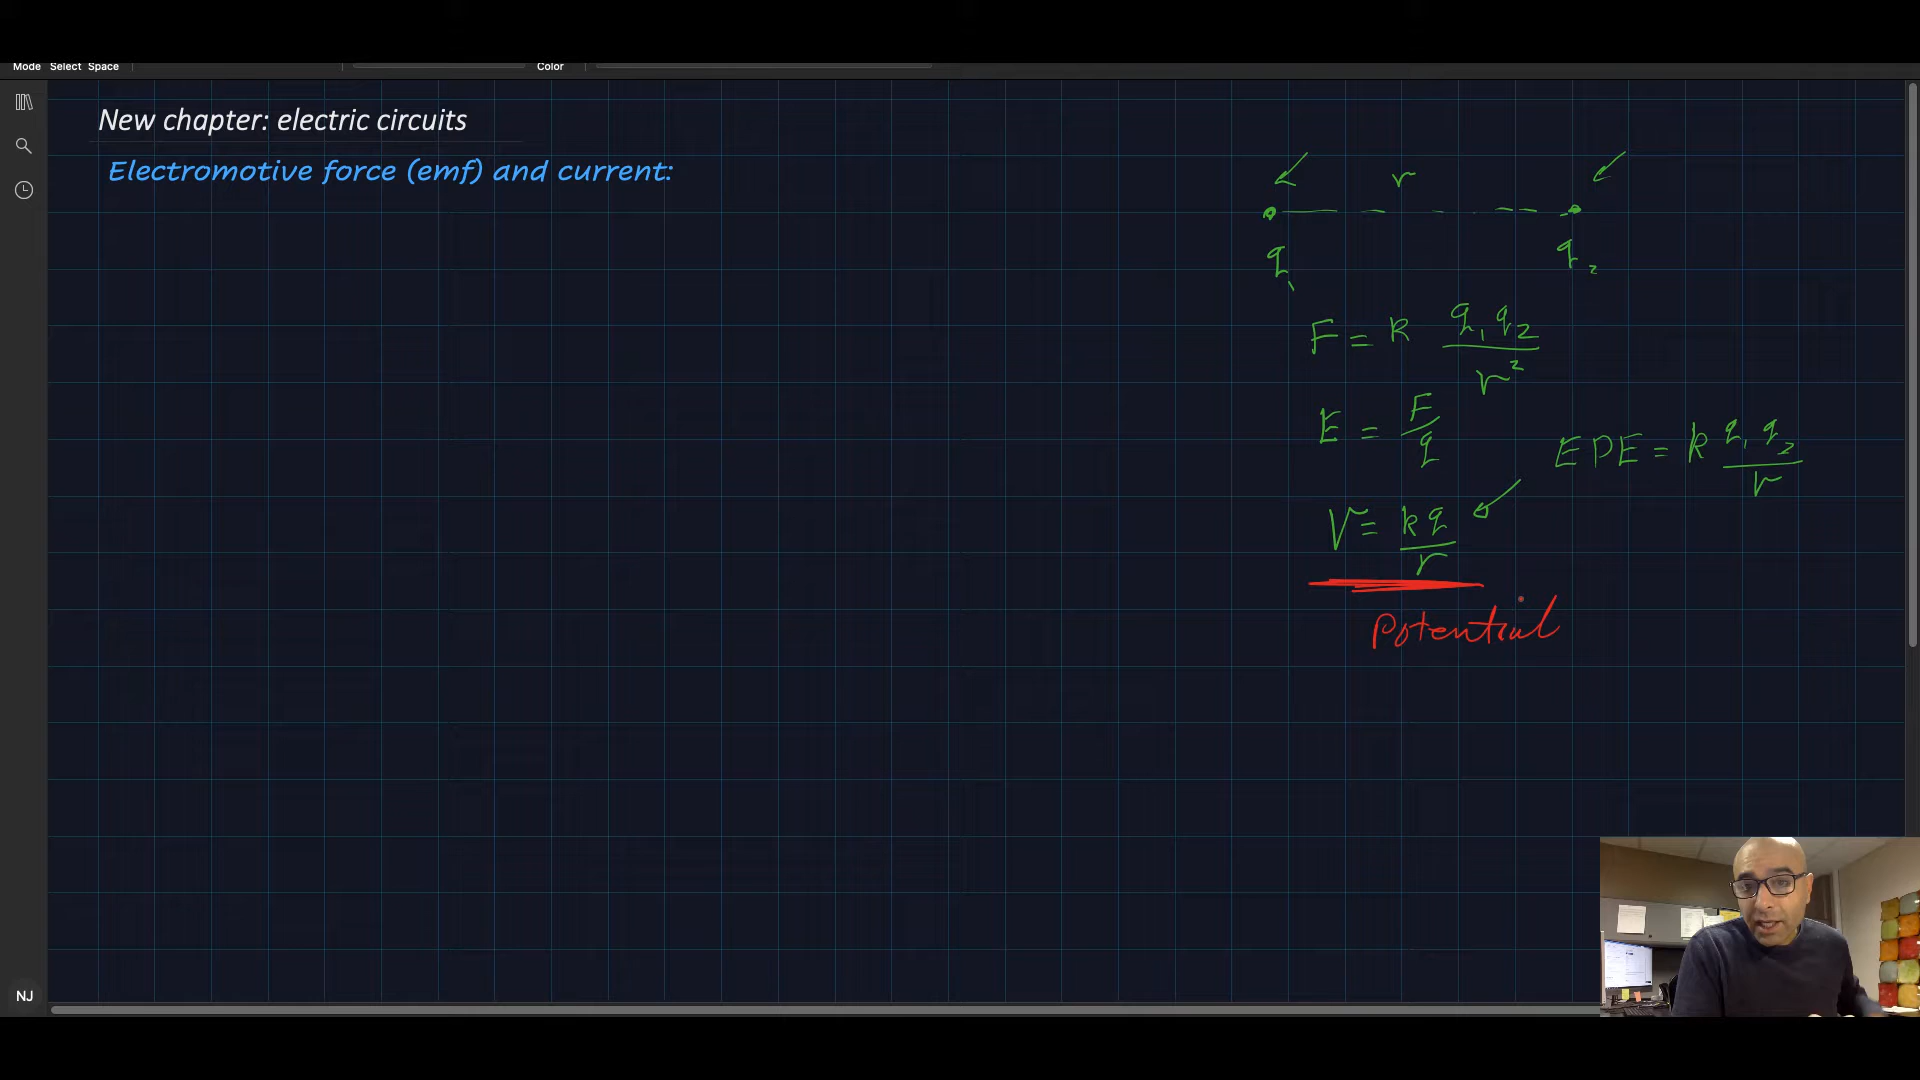 Mode Select Space Color
New chapter: electric circuits
Electromotive force (emf) and current:
r
q₁ q₂
F = k q₁q₂/r²
E = F/q
EPE = k q₁q₂/r
V = kq/r
Potential
NJ